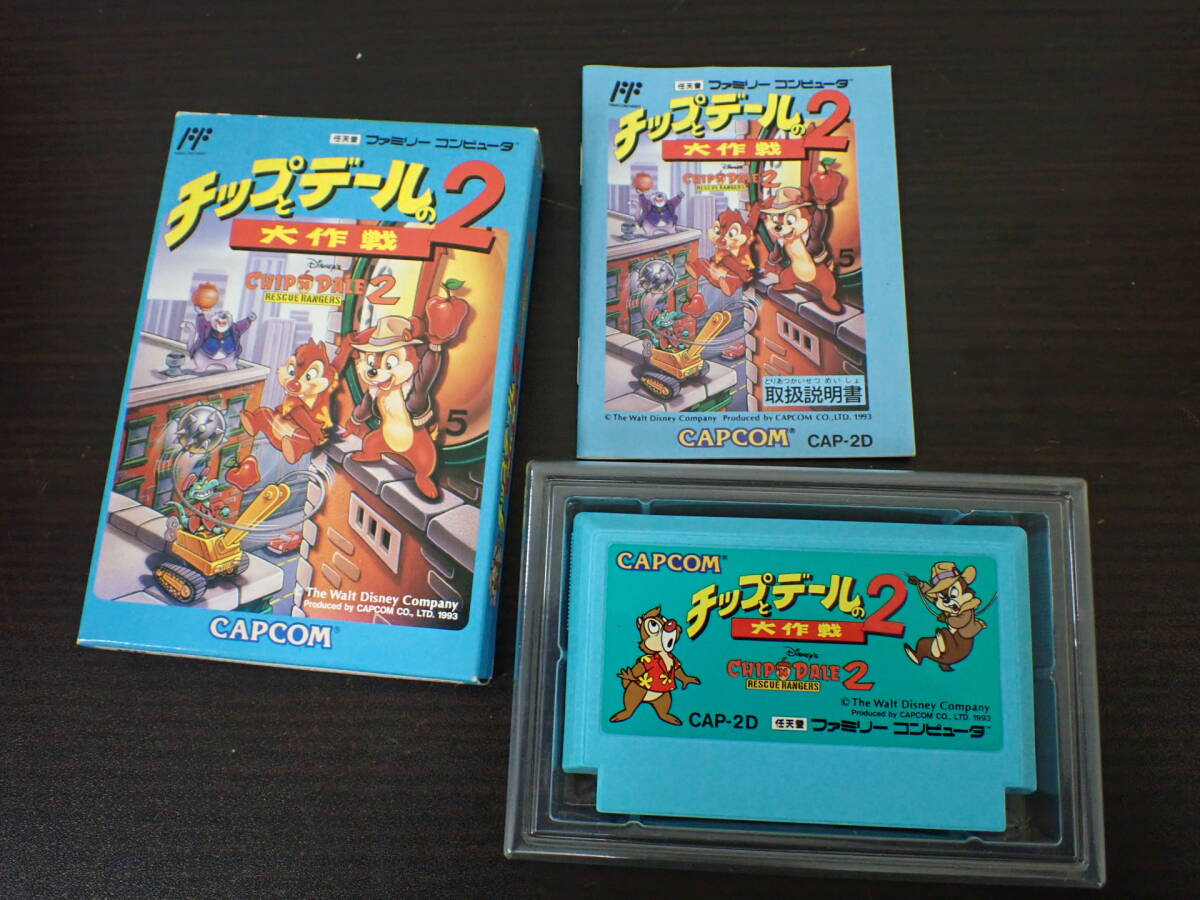 任天堂 ファミリー コンピュータ™
チップとデールの2
大作戦
Disney's
CHIP 'N DALE 2
RESCUE RANGERS
5
© The Walt Disney Company
Produced by CAPCOM CO., LTD. 1993
CAPCOM®
任天堂 ファミリー コンピュータ™
チップとデールの2
大作戦
Disney's
CHIP 'N DALE 2
RESCUE RANGERS
5
とりあつかいせつめいしょ
取扱説明書
© The Walt Disney Company Produced by CAPCOM CO., LTD. 1993
CAPCOM® CAP-2D
CAPCOM®
チップとデールの2
大作戦
Disney's
CHIP 'N DALE 2
RESCUE RANGERS
© The Walt Disney Company
Produced by CAPCOM CO., LTD. 1993
CAP-2D 任天堂 ファミリー コンピュータ™